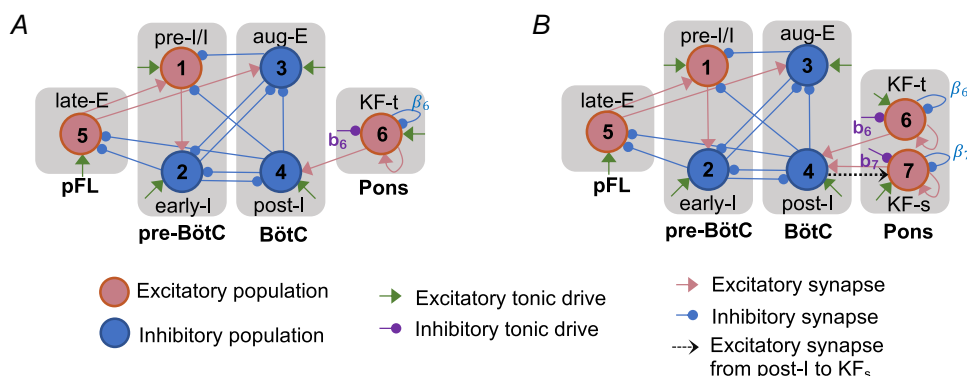 A
pre-I/I
aug-E
1
3
late-E
KF-t
β₆
5
b₆
6
pFL
2
4
Pons
early-I
post-I
pre-BötC
BötC
B
pre-I/I
aug-E
1
3
late-E
KF-t
β₆
6
5
b₆
b₇
β₇
7
pFL
2
4
KF-s
early-I
post-I
Pons
pre-BötC
BötC
Excitatory population
Inhibitory population
Excitatory tonic drive
Inhibitory tonic drive
Excitatory synapse
Inhibitory synapse
Excitatory synapse
from post-I to KFₛ